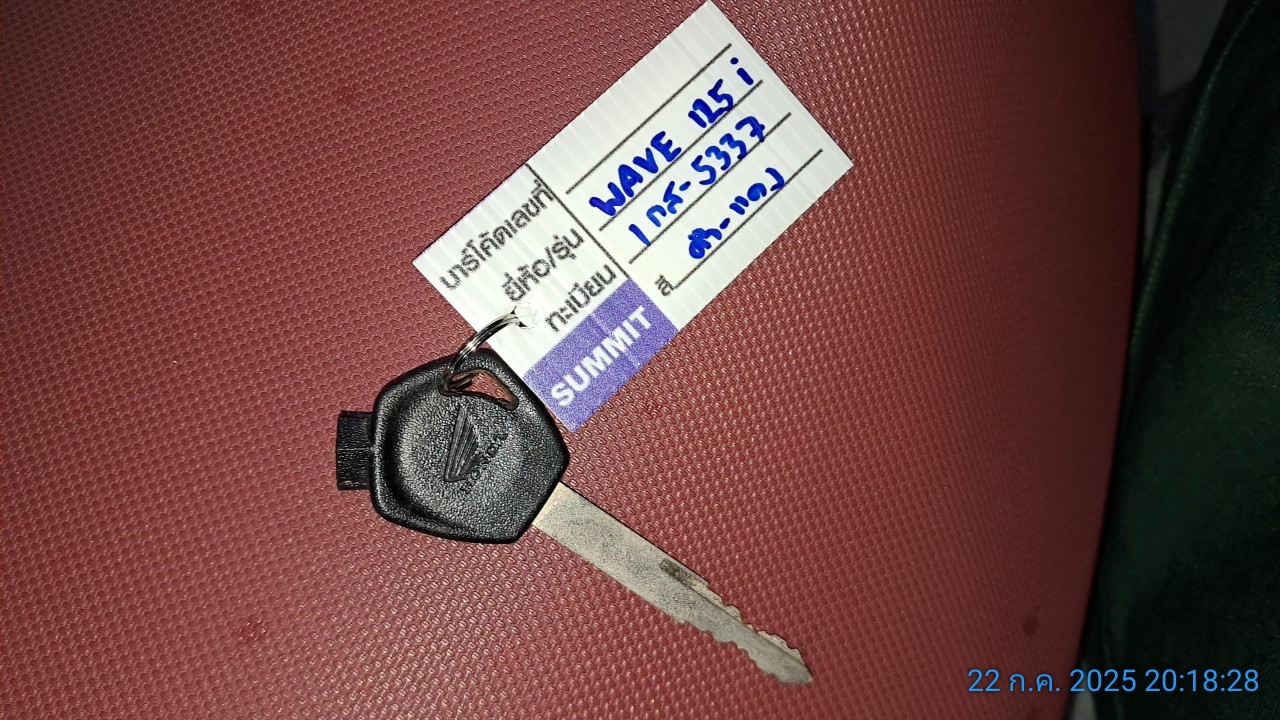 บาร์โค้ดเลขที่
ยี่ห้อ/รุ่น WAVE 125 i
ทะเบียน 1 กส-5337
สี ดำ-แดง
SUMMIT
HONDA
22 ก.ค. 2025 20:18:28